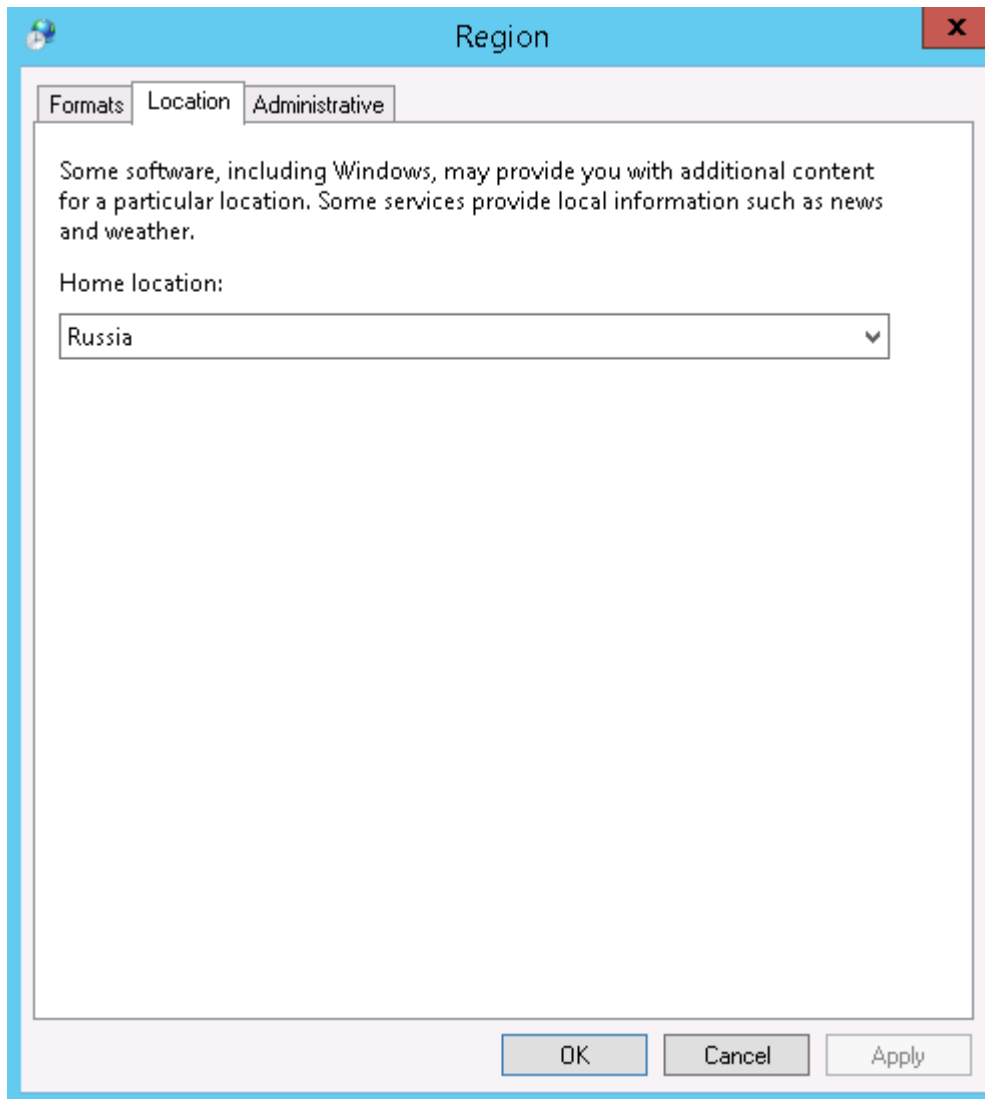 Region
x
Formats Location Administrative
Some software, including Windows, may provide you with additional content
for a particular location. Some services provide local information such as news
and weather.
Home location:
Russia
OK Cancel Apply